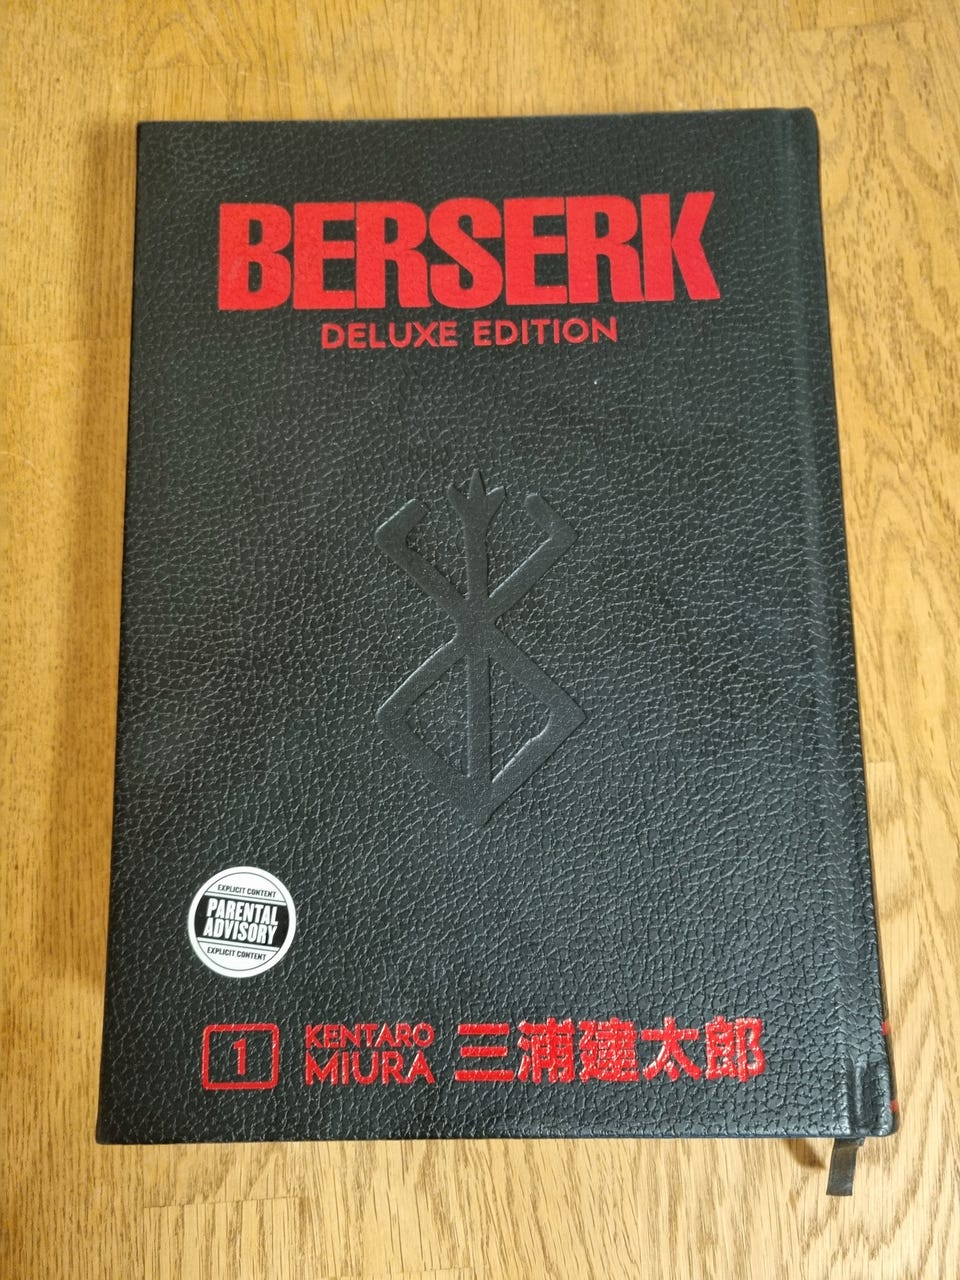 BERSERK
DELUXE EDITION
EXPLICIT CONTENT
PARENTAL
ADVISORY
EXPLICIT CONTENT
1
KENTARO
MIURA
三浦建太郎